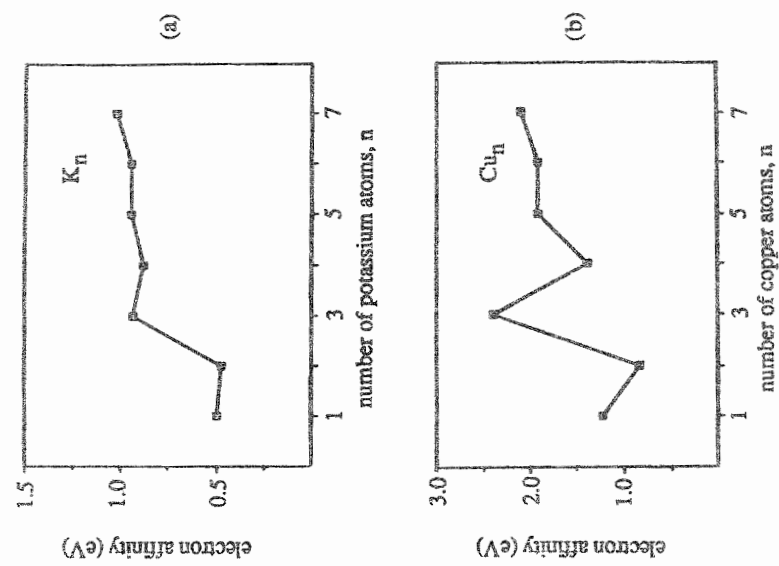 (a)
K_n
1.5
1.0
0.5
electron affinity (eV)
1
3
5
7
number of potassium atoms, n
(b)
Cu_n
3.0
2.0
1.0
electron affinity (eV)
1
3
5
7
number of copper atoms, n